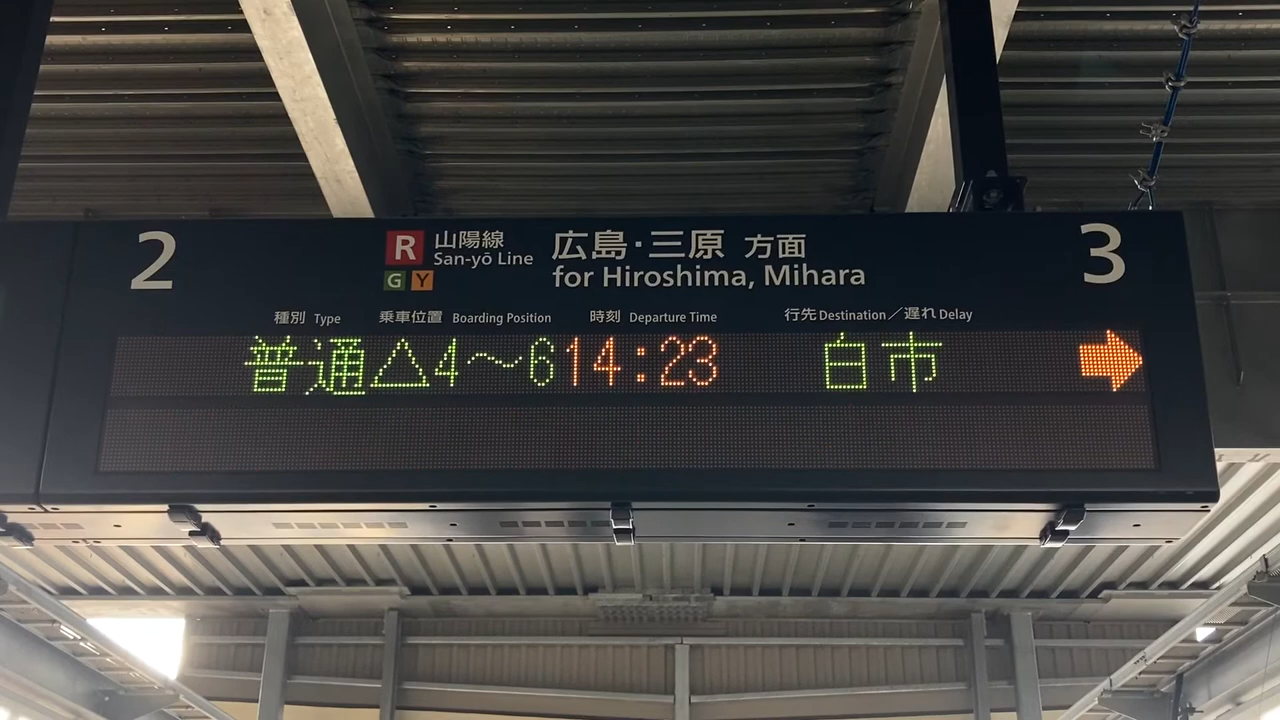 2
R 山陽線 広島・三原 方面
San-yō Line for Hiroshima, Mihara
G Y
3
種別 Type 乗車位置 Boarding Position 時刻 Departure Time 行先 Destination／遅れ Delay
普通 △4～6 14:23 白市